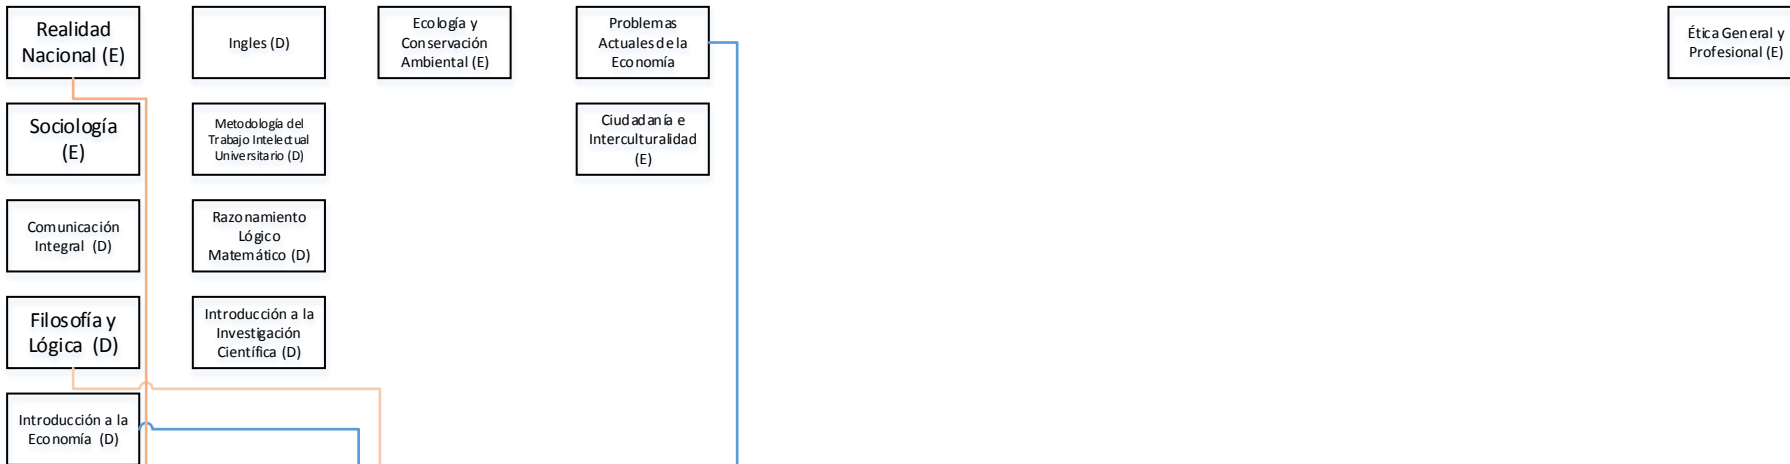 Realidad
Nacional (E)
Sociología
(E)
Comunicación
Integral (D)
Filosofía y
Lógica (D)
Introducción a la
Economía (D)
Ingles (D)
Metodología del
Trabajo Intelectual
Universitario (D)
Razonamiento
Lógico
Matemático (D)
Introducción a la
Investigación
Científica (D)
Ecología y
Conservación
Ambiental (E)
Problemas
Actuales de la
Economía
Ciudadanía e
Interculturalidad
(E)
Ética General y
Profesional (E)